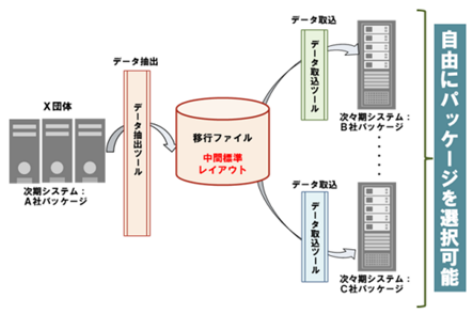 X団体
次期システム：
A社パッケージ
データ抽出
データ抽出ツール
移行ファイル
中間標準
レイアウト
データ取込
データ取込ツール
次々期システム：
B社パッケージ
データ取込
データ取込ツール
次々期システム：
C社パッケージ
自由にパッケージを選択可能